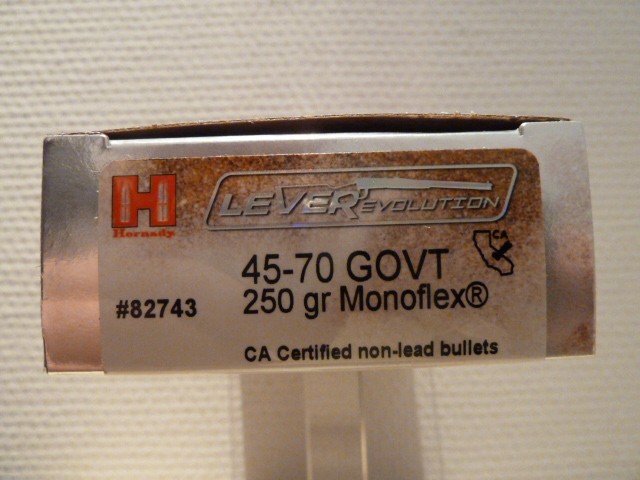 H
Hornady
LEVERevolution
CA
45-70 GOVT
250 gr Monoflex®
#82743
CA Certified non-lead bullets